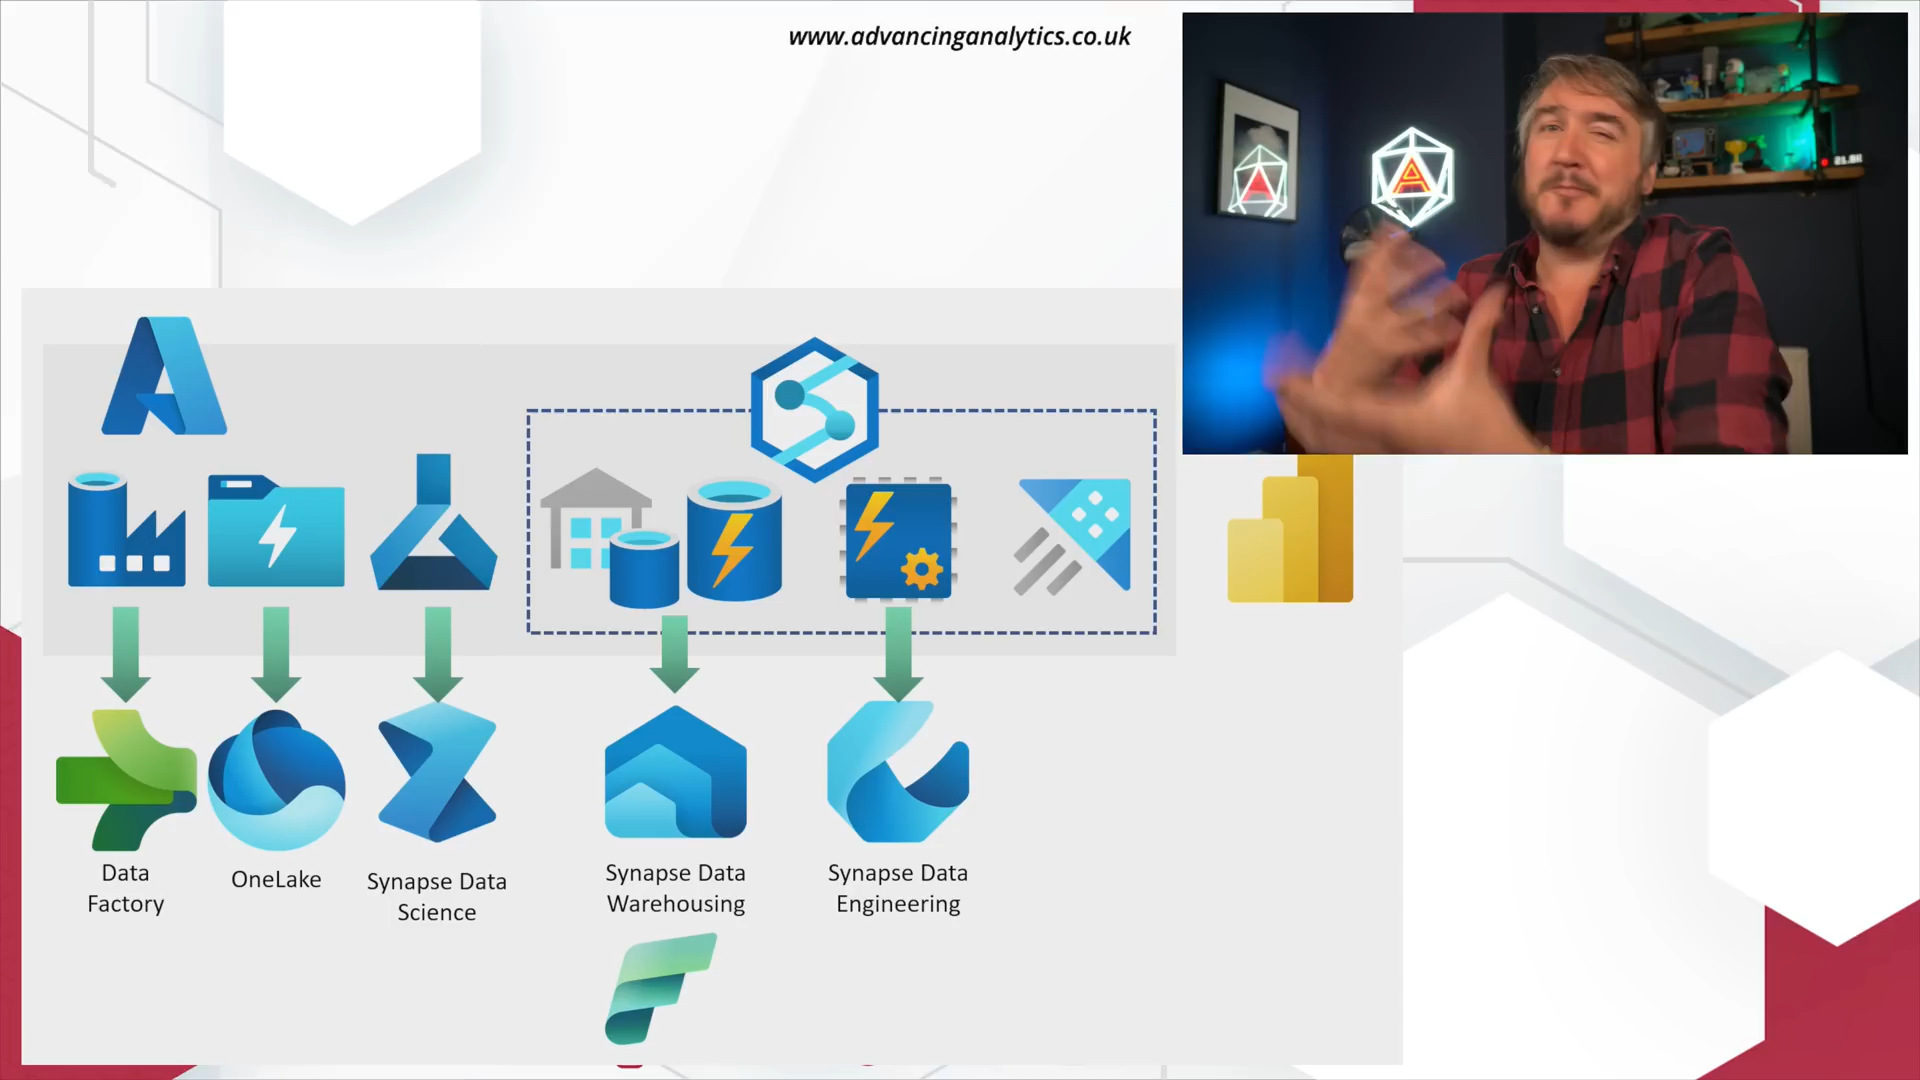 www.advancinganalytics.co.uk
Data
Factory
OneLake
Synapse Data
Science
Synapse Data
Warehousing
Synapse Data
Engineering